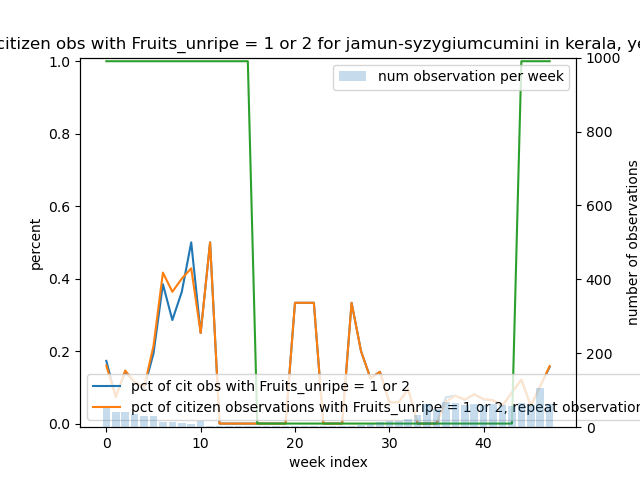 citizen obs with Fruits_unripe = 1 or 2 for jamun-syzygiumcumini in kerala, ye
1.0
0.8
0.6
0.4
0.2
0.0
percent
1000
800
600
400
200
0
number of observations
num observation per week
pct of cit obs with Fruits_unripe = 1 or 2
pct of citizen observations with Fruits_unripe = 1 or 2, repeat observation
0 10 20 30 40
week index